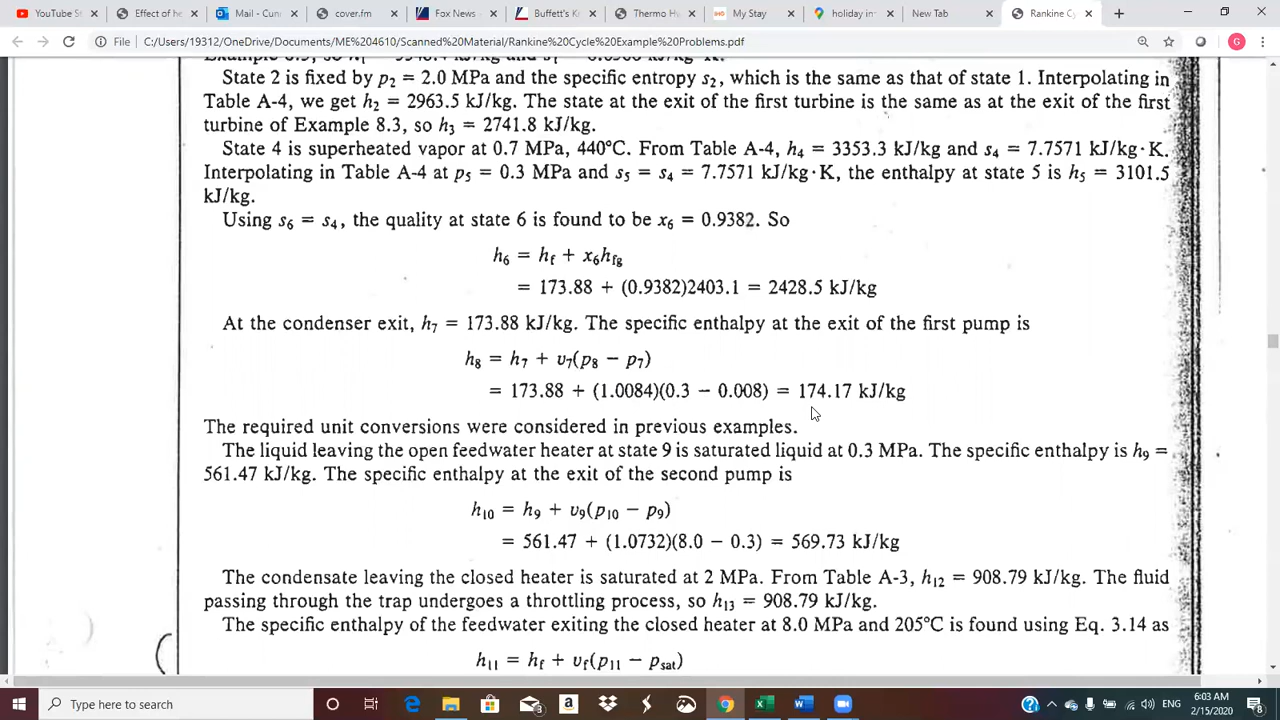 YouTube S
Effect of he
Mail - Cun
cover.fm
Fox News
Buffett's K
Thermo Hy
My Stay
holiday in
New Tab
Rankine Cy
File | C:/Users/19312/OneDrive/Documents/ME%204610/Scanned%20Material/Rankine%20Cycle%20Example%20Problems.pdf
G
State 2 is fixed by p₂ = 2.0 MPa and the specific entropy s₂, which is the same as that of state 1. Interpolating in
Table A-4, we get h₂ = 2963.5 kJ/kg. The state at the exit of the first turbine is the same as at the exit of the first
turbine of Example 8.3, so h₃ = 2741.8 kJ/kg.
State 4 is superheated vapor at 0.7 MPa, 440°C. From Table A-4, h₄ = 3353.3 kJ/kg and s₄ = 7.7571 kJ/kg·K.
Interpolating in Table A-4 at p₅ = 0.3 MPa and s₅ = s₄ = 7.7571 kJ/kg·K, the enthalpy at state 5 is h₅ = 3101.5
kJ/kg.
Using s₆ = s₄, the quality at state 6 is found to be x₆ = 0.9382. So
h₆ = h_f + x₆h_fg
= 173.88 + (0.9382)2403.1 = 2428.5 kJ/kg
At the condenser exit, h₇ = 173.88 kJ/kg. The specific enthalpy at the exit of the first pump is
h₈ = h₇ + v₇(p₈ − p₇)
= 173.88 + (1.0084)(0.3 − 0.008) = 174.17 kJ/kg
The required unit conversions were considered in previous examples.
The liquid leaving the open feedwater heater at state 9 is saturated liquid at 0.3 MPa. The specific enthalpy is h₉ =
561.47 kJ/kg. The specific enthalpy at the exit of the second pump is
h₁₀ = h₉ + v₉(p₁₀ − p₉)
= 561.47 + (1.0732)(8.0 − 0.3) = 569.73 kJ/kg
The condensate leaving the closed heater is saturated at 2 MPa. From Table A-3, h₁₂ = 908.79 kJ/kg. The fluid
passing through the trap undergoes a throttling process, so h₁₃ = 908.79 kJ/kg.
The specific enthalpy of the feedwater exiting the closed heater at 8.0 MPa and 205°C is found using Eq. 3.14 as
h₁₁ = h_f + v_f(p₁₁ − p_sat)
Type here to search
ENG
6:03 AM
2/15/2020